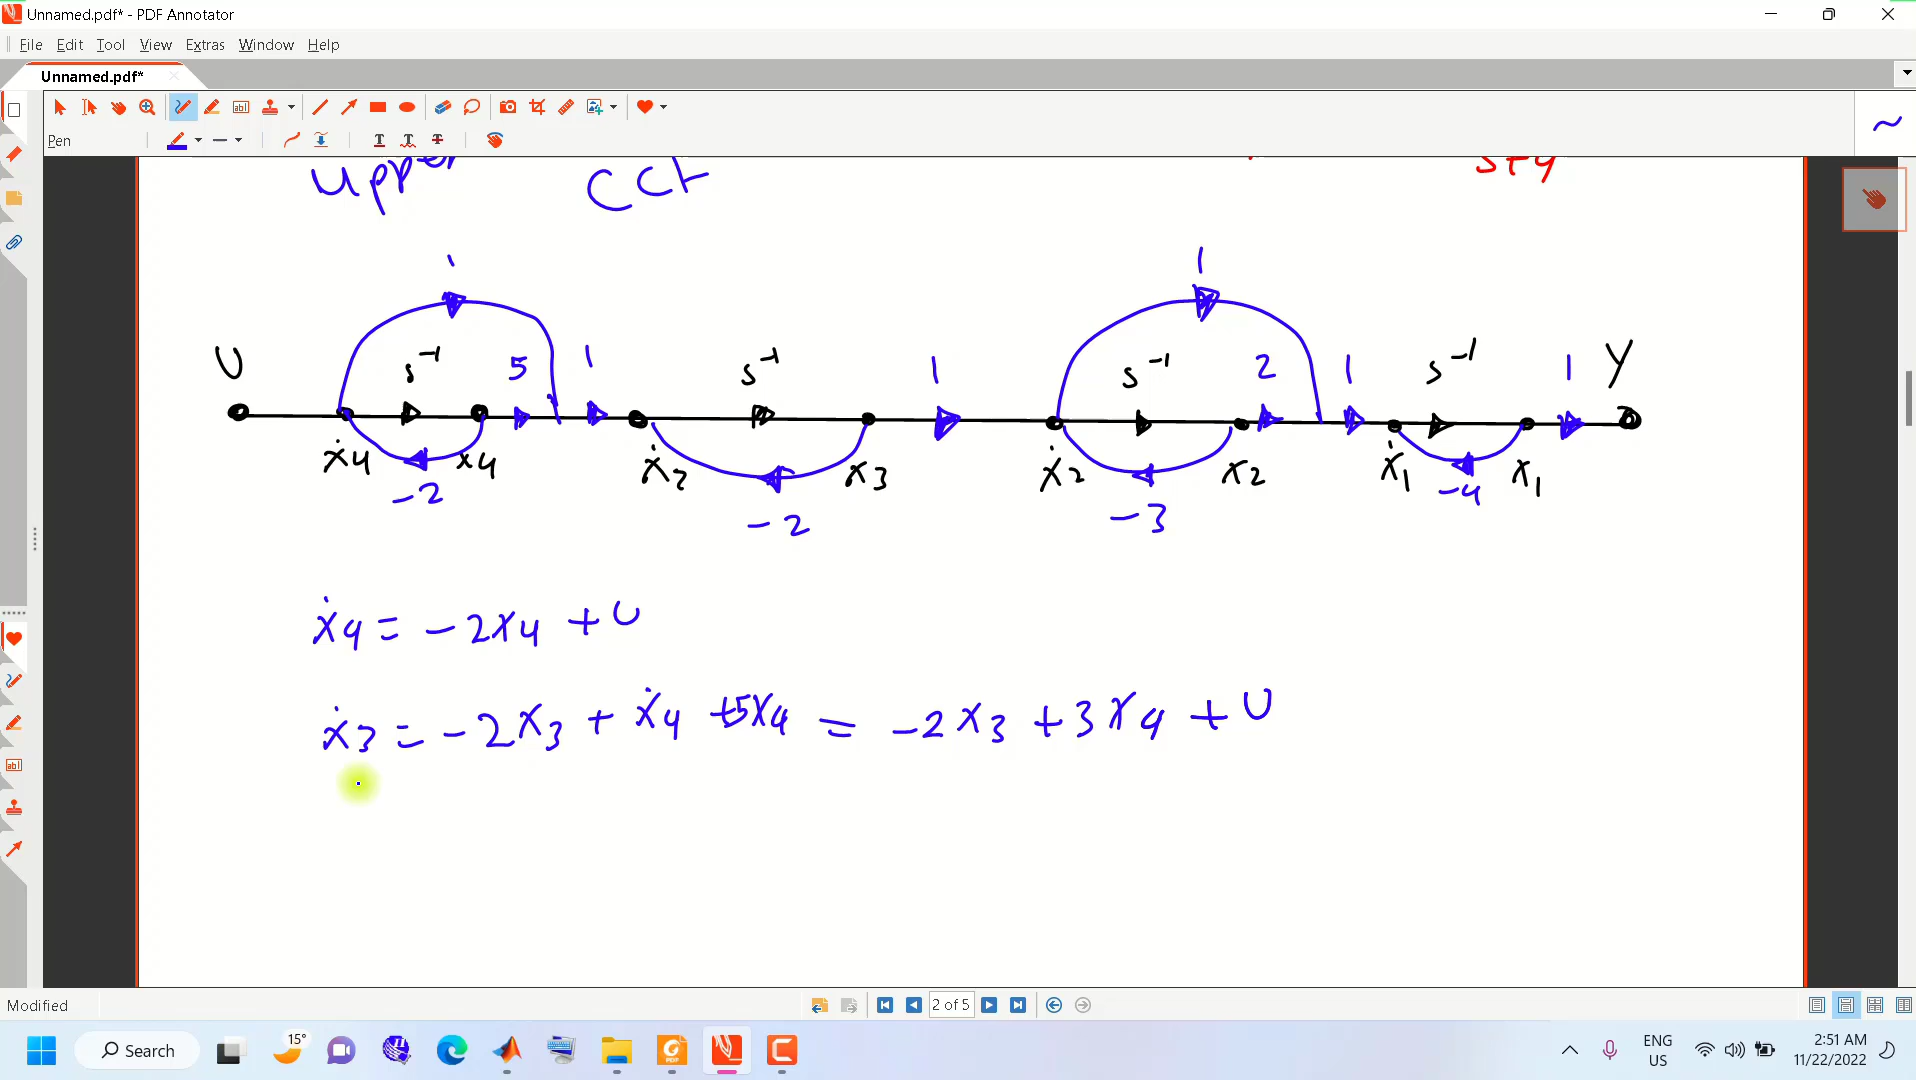 Unnamed.pdf* - PDF Annotator
File Edit Tool View Extras Window Help
Unnamed.pdf*
Pen
Upper CCF
s+4
1 1
U s⁻¹ 5 1 s⁻¹ 1 s⁻¹ 2 1 s⁻¹ 1 Y
ẋ4 x4 ẋ3 x3 ẋ2 x2 ẋ1 x1
-2 -2 -3 -4
ẋ4 = -2x4 + U
ẋ3 = -2x3 + ẋ4 + 5x4 = -2x3 + 3x4 + U
Modified 2 of 5
15° Search ENG US 2:51 AM 11/22/2022